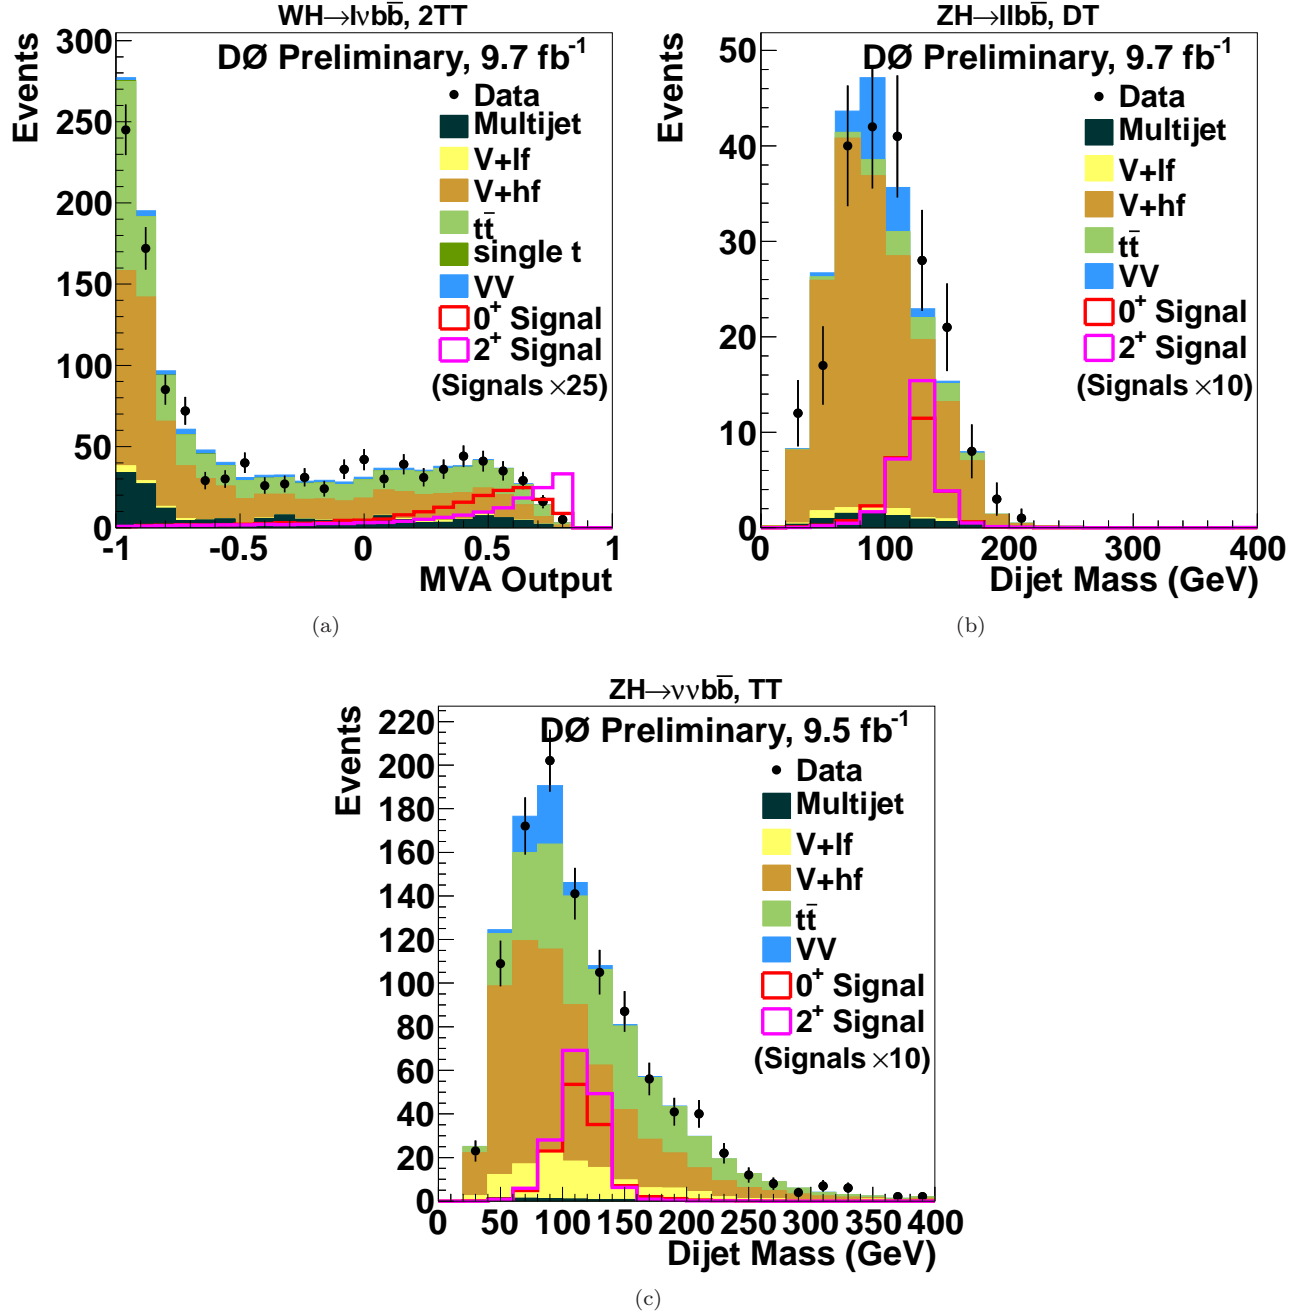 WH→lνbb̅, 2TT
DØ Preliminary, 9.7 fb⁻¹
Events
300
250
200
150
100
50
0
Data
Multijet
V+lf
V+hf
tt̅
single t
VV
0⁺ Signal
2⁺ Signal
(Signals ×25)
-1 -0.5 0 0.5 1
MVA Output
(a)
ZH→llbb̅, DT
DØ Preliminary, 9.7 fb⁻¹
Events
50
40
30
20
10
0
Data
Multijet
V+lf
V+hf
tt̅
VV
0⁺ Signal
2⁺ Signal
(Signals ×10)
0 100 200 300 400
Dijet Mass (GeV)
(b)
ZH→ννbb̅, TT
DØ Preliminary, 9.5 fb⁻¹
Events
220
200
180
160
140
120
100
80
60
40
20
0
Data
Multijet
V+lf
V+hf
tt̅
VV
0⁺ Signal
2⁺ Signal
(Signals ×10)
0 50 100 150 200 250 300 350 400
Dijet Mass (GeV)
(c)